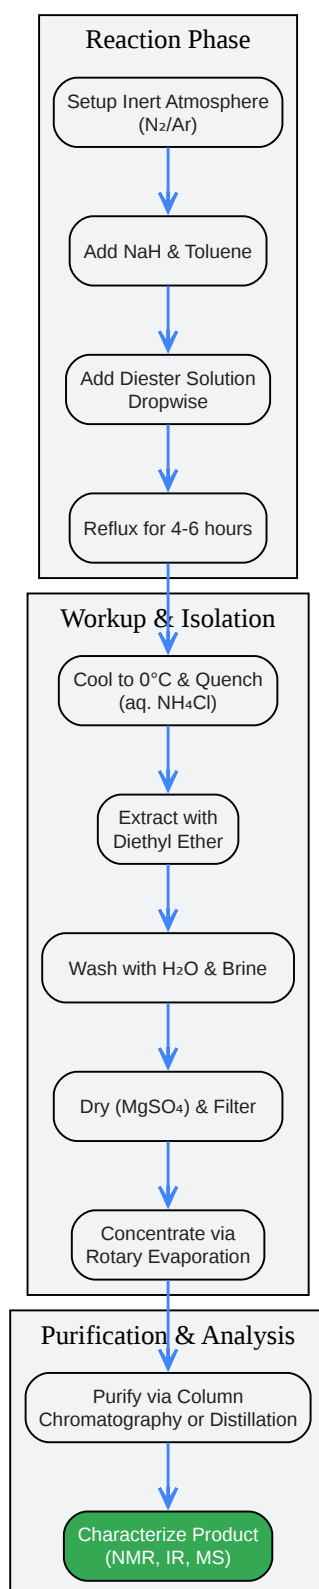 Reaction Phase
Setup Inert Atmosphere
(N₂/Ar)
Add NaH & Toluene
Add Diester Solution
Dropwise
Reflux for 4-6 hours
Workup & Isolation
Cool to 0°C & Quench
(aq. NH₄Cl)
Extract with
Diethyl Ether
Wash with H₂O & Brine
Dry (MgSO₄) & Filter
Concentrate via
Rotary Evaporation
Purification & Analysis
Purify via Column
Chromatography or Distillation
Characterize Product
(NMR, IR, MS)